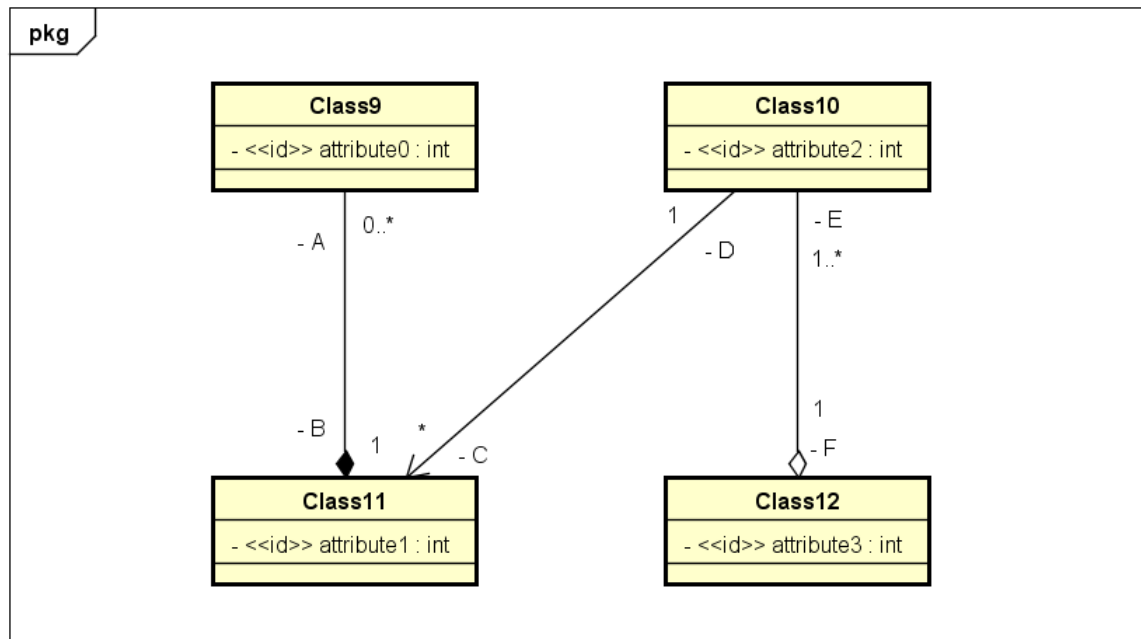 pkg
Class9
- <<id>> attribute0 : int
Class10
- <<id>> attribute2 : int
0..*
- A
1
- D
- E
1..*
- B
1
*
- C
1
- F
Class11
- <<id>> attribute1 : int
Class12
- <<id>> attribute3 : int